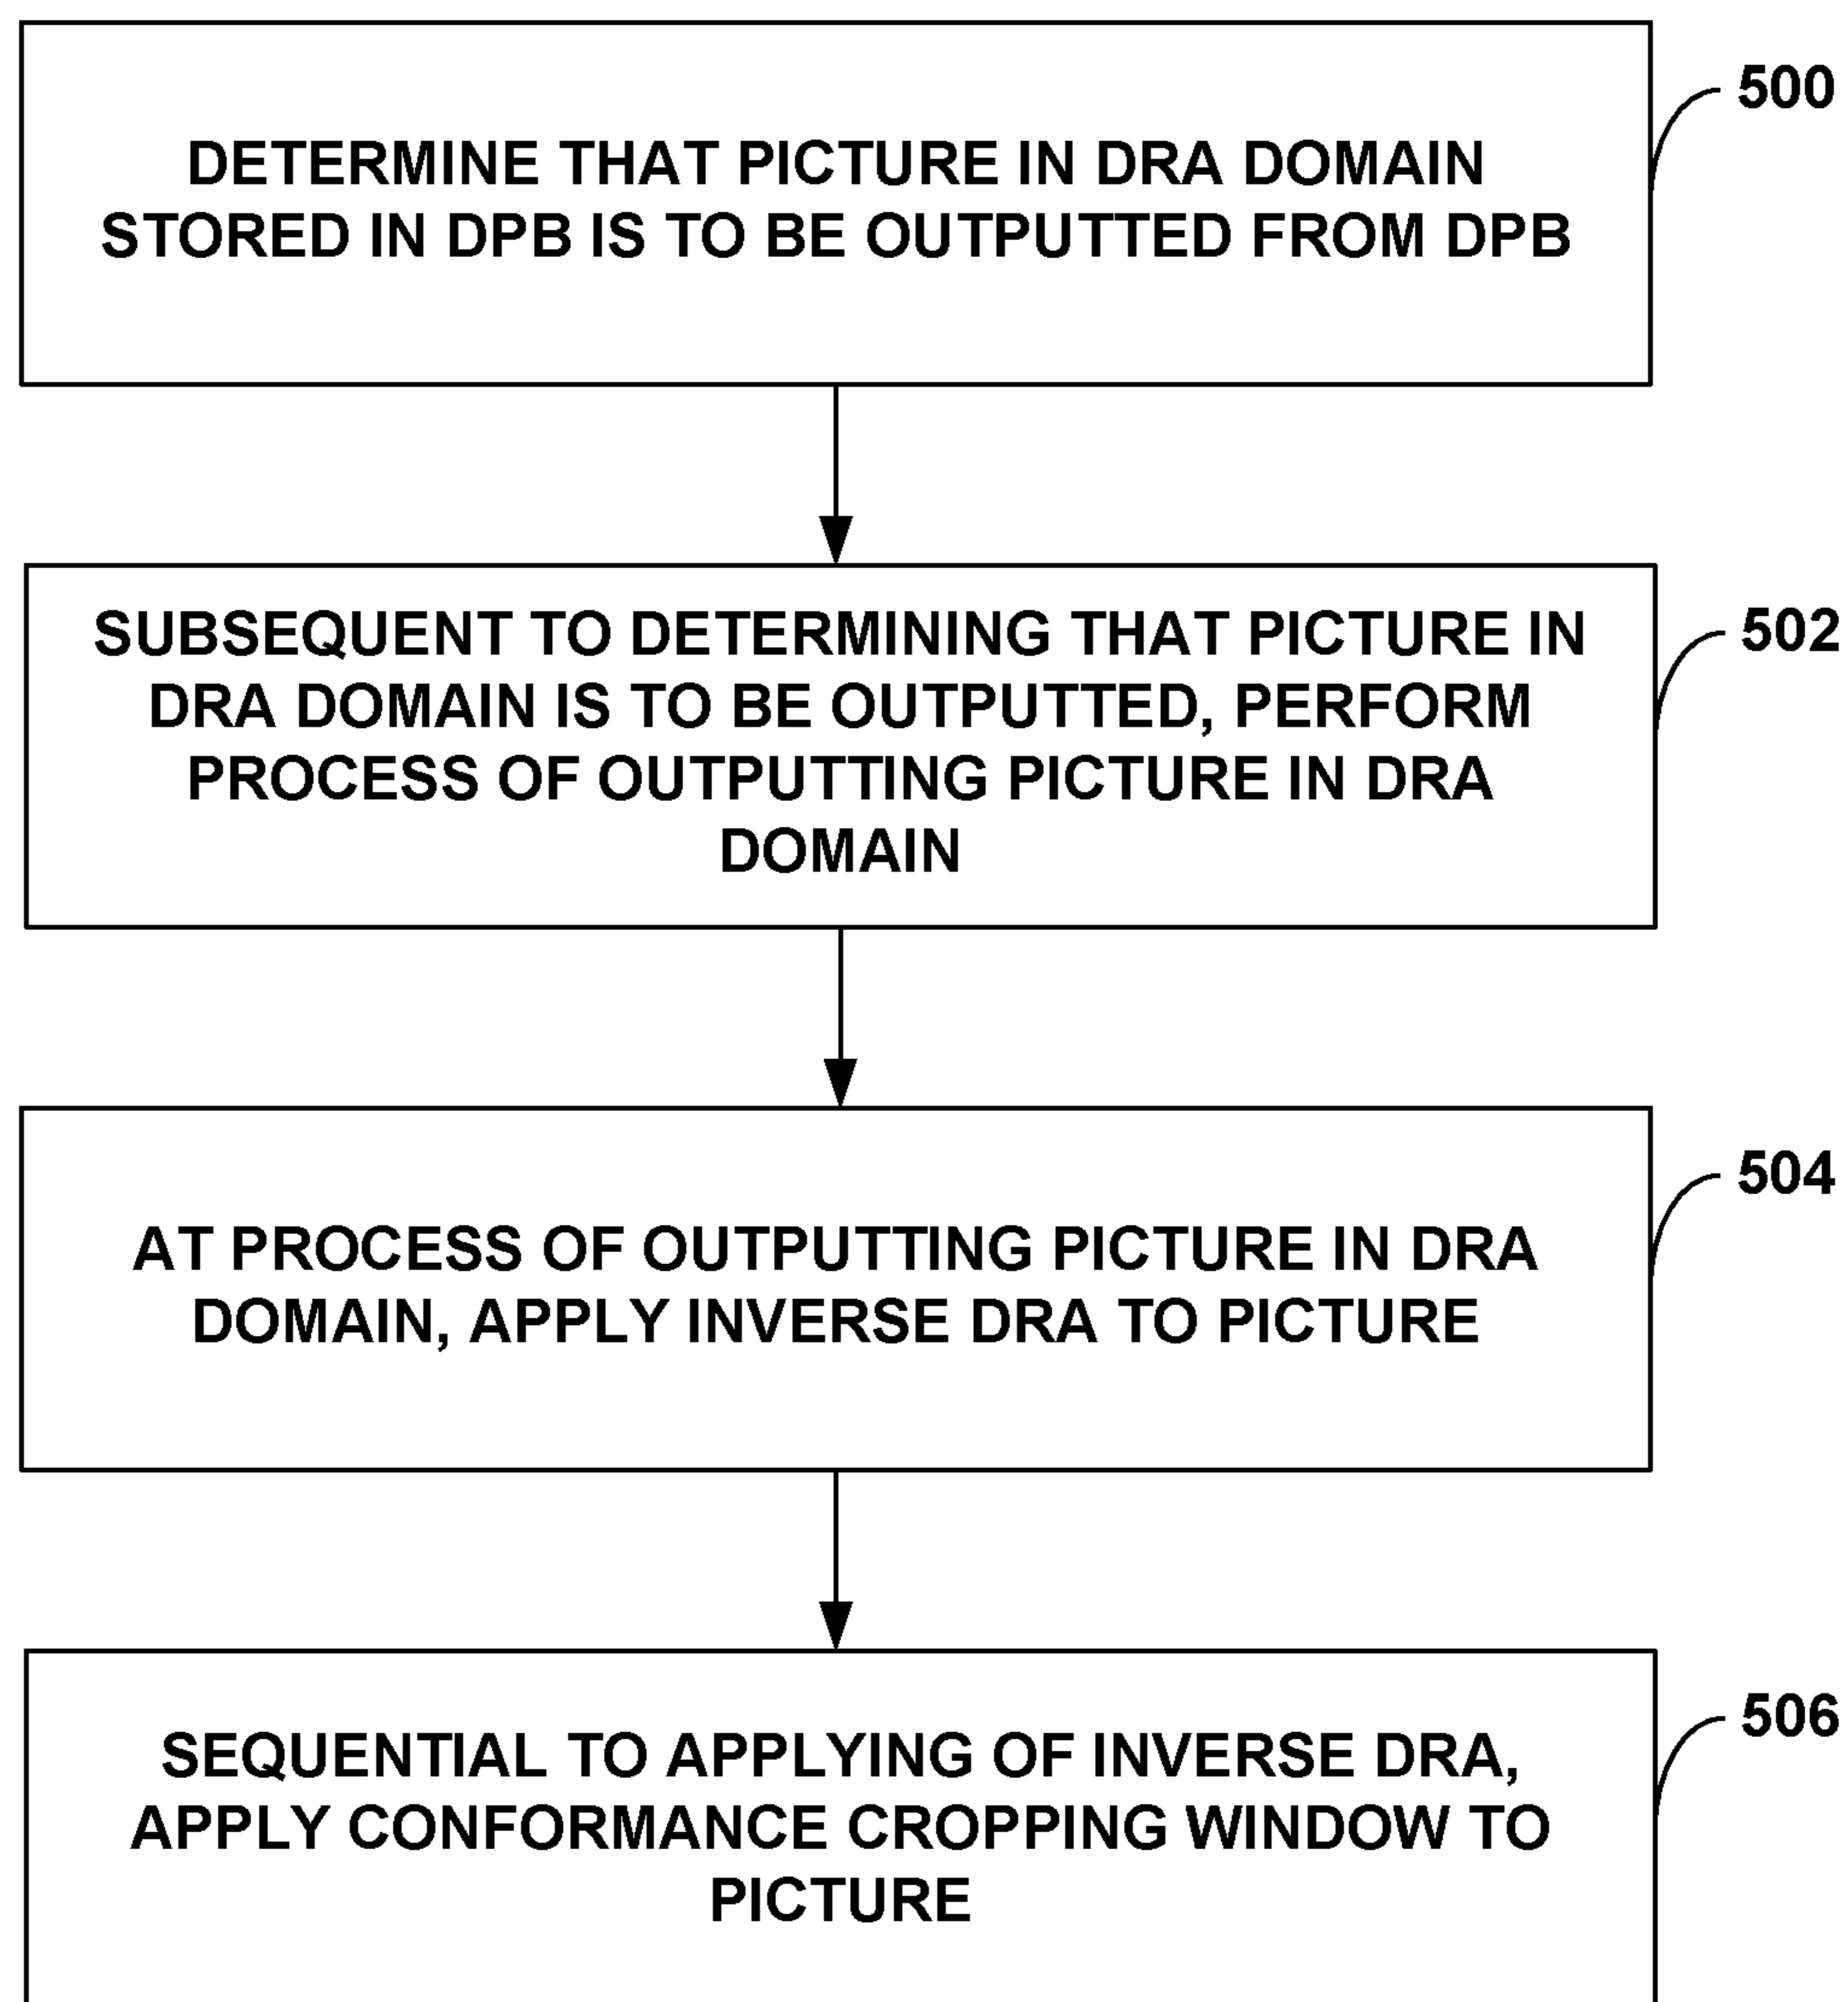 DETERMINE THAT PICTURE IN DRA DOMAIN
STORED IN DPB IS TO BE OUTPUTTED FROM DPB
500
SUBSEQUENT TO DETERMINING THAT PICTURE IN
DRA DOMAIN IS TO BE OUTPUTTED, PERFORM
PROCESS OF OUTPUTTING PICTURE IN DRA
DOMAIN
502
AT PROCESS OF OUTPUTTING PICTURE IN DRA
DOMAIN, APPLY INVERSE DRA TO PICTURE
504
SEQUENTIAL TO APPLYING OF INVERSE DRA,
APPLY CONFORMANCE CROPPING WINDOW TO
PICTURE
506